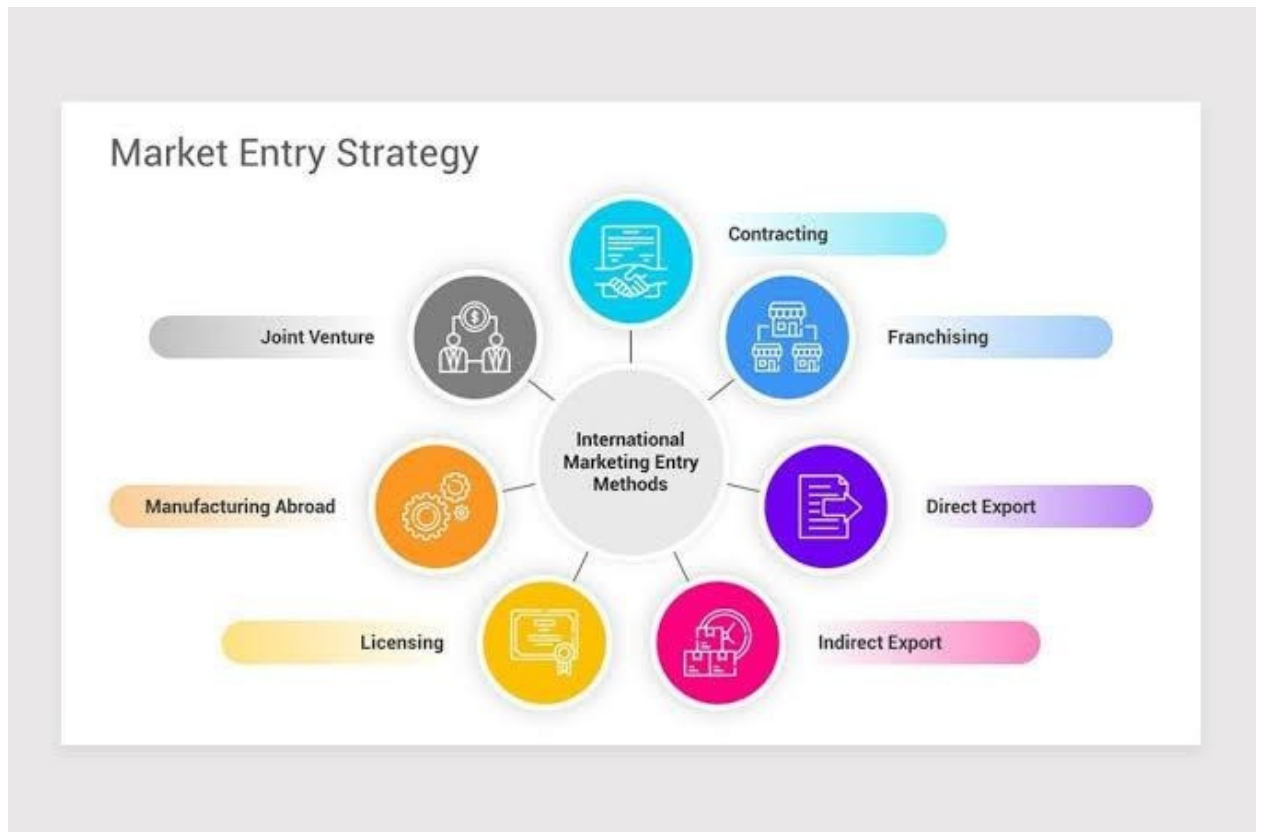 Market Entry Strategy
Contracting
Joint Venture
Franchising
International
Marketing Entry
Methods
Manufacturing Abroad
Direct Export
Licensing
Indirect Export